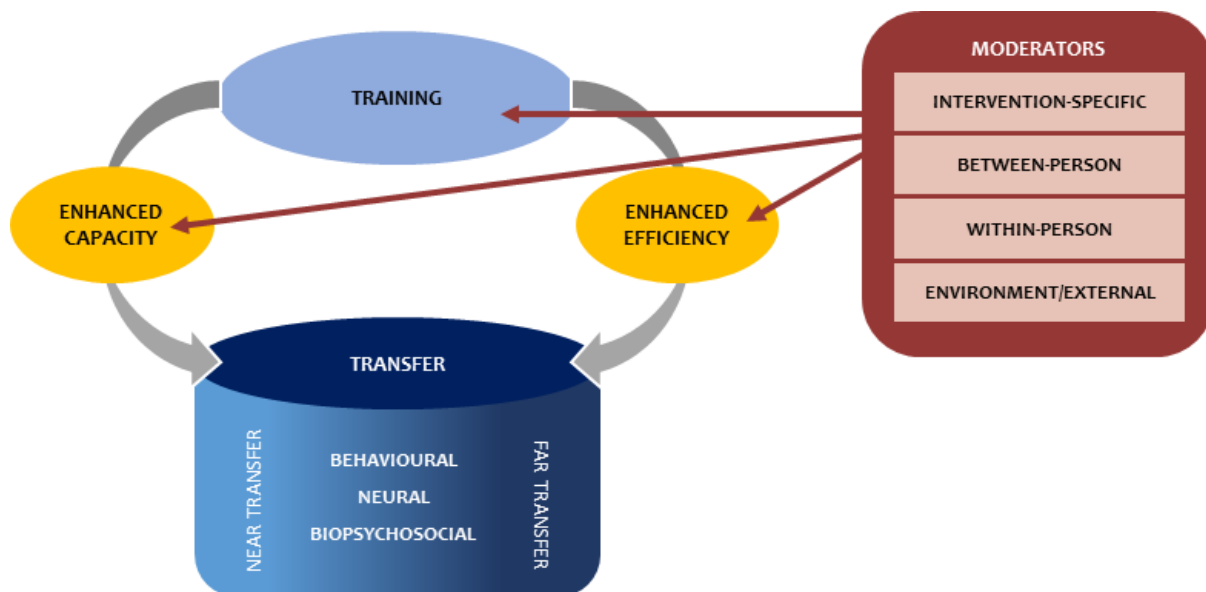 TRAINING
ENHANCED
CAPACITY
ENHANCED
EFFICIENCY
TRANSFER
NEAR TRANSFER
BEHAVIOURAL
NEURAL
BIOPSYCHOSOCIAL
FAR TRANSFER
MODERATORS
INTERVENTION-SPECIFIC
BETWEEN-PERSON
WITHIN-PERSON
ENVIRONMENT/EXTERNAL